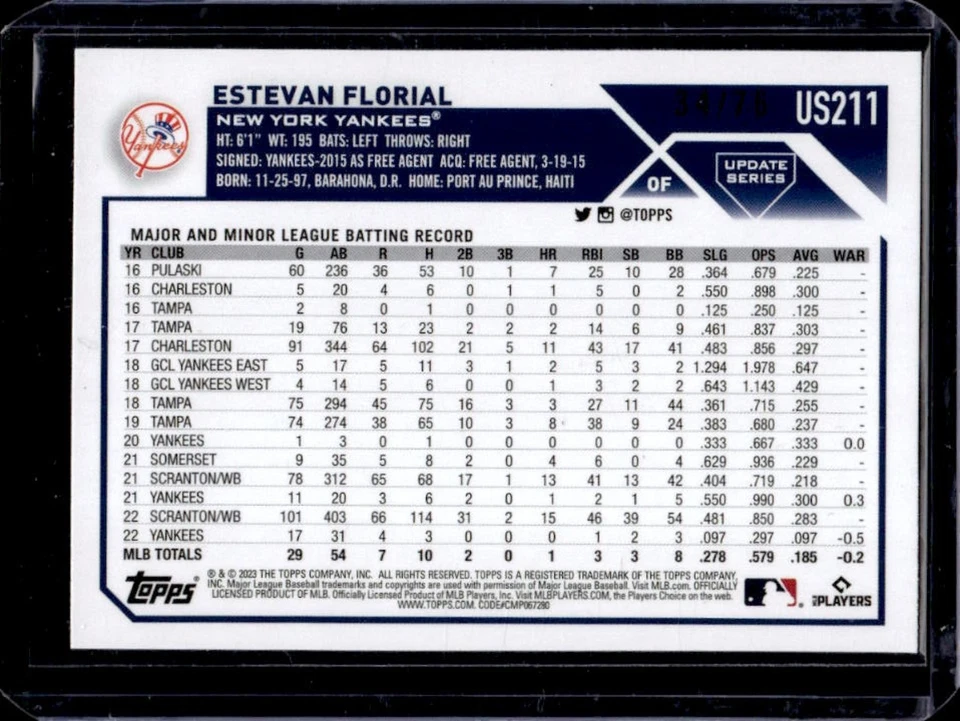 ESTEVAN FLORIAL
US211
NEW YORK YANKEES®
HT: 6'1" WT: 195 BATS: LEFT THROWS: RIGHT
SIGNED: YANKEES-2015 AS FREE AGENT ACQ: FREE AGENT, 3-19-15
BORN: 11-25-97, BARAHONA, D.R. HOME: PORT AU PRINCE, HAITI
Yankees
OF
UPDATE
SERIES
@TOPPS
MAJOR AND MINOR LEAGUE BATTING RECORD
YR CLUB G AB R H 2B 3B HR RBI SB BB SLG OPS AVG WAR
16 PULASKI 60 236 36 53 10 1 7 25 10 28 .364 .679 .225 -
16 CHARLESTON 5 20 4 6 0 1 1 5 0 2 .550 .898 .300 -
16 TAMPA 2 8 0 1 0 0 0 0 0 0 .125 .250 .125 -
17 TAMPA 19 76 13 23 2 2 2 14 6 9 .461 .837 .303 -
17 CHARLESTON 91 344 64 102 21 5 11 43 17 41 .483 .856 .297 -
18 GCL YANKEES EAST 5 17 5 11 3 1 2 5 3 2 1.294 1.978 .647 -
18 GCL YANKEES WEST 4 14 5 6 0 0 1 3 2 2 .643 1.143 .429 -
18 TAMPA 75 294 45 75 16 3 3 27 11 44 .361 .715 .255 -
19 TAMPA 74 274 38 65 10 3 8 38 9 24 .383 .680 .237 -
20 YANKEES 1 3 0 1 0 0 0 0 0 0 .333 .667 .333 0.0
21 SOMERSET 9 35 5 8 2 0 4 6 0 4 .629 .936 .229 -
21 SCRANTON/WB 78 312 65 68 17 1 13 41 13 42 .404 .719 .218 -
21 YANKEES 11 20 3 6 2 0 1 2 1 5 .550 .990 .300 0.3
22 SCRANTON/WB 101 403 66 114 31 2 15 46 39 54 .481 .850 .283 -
22 YANKEES 17 31 4 3 0 0 0 1 2 3 .097 .297 .097 -0.5
MLB TOTALS 29 54 7 10 2 0 1 3 3 8 .278 .579 .185 -0.2
Topps®
® & © 2023 THE TOPPS COMPANY, INC. ALL RIGHTS RESERVED. TOPPS IS A REGISTERED TRADEMARK OF THE TOPPS COMPANY,
INC. Major League Baseball trademarks and copyrights are used with permission of Major League Baseball. Visit MLB.com. OFFICIALLY
LICENSED PRODUCT OF MLB. Officially Licensed Product of MLB Players, Inc. Visit MLBPLAYERS.COM, the Players Choice on the web.
WWW.TOPPS.COM. CODE#CMP067280
MLB PLAYERS